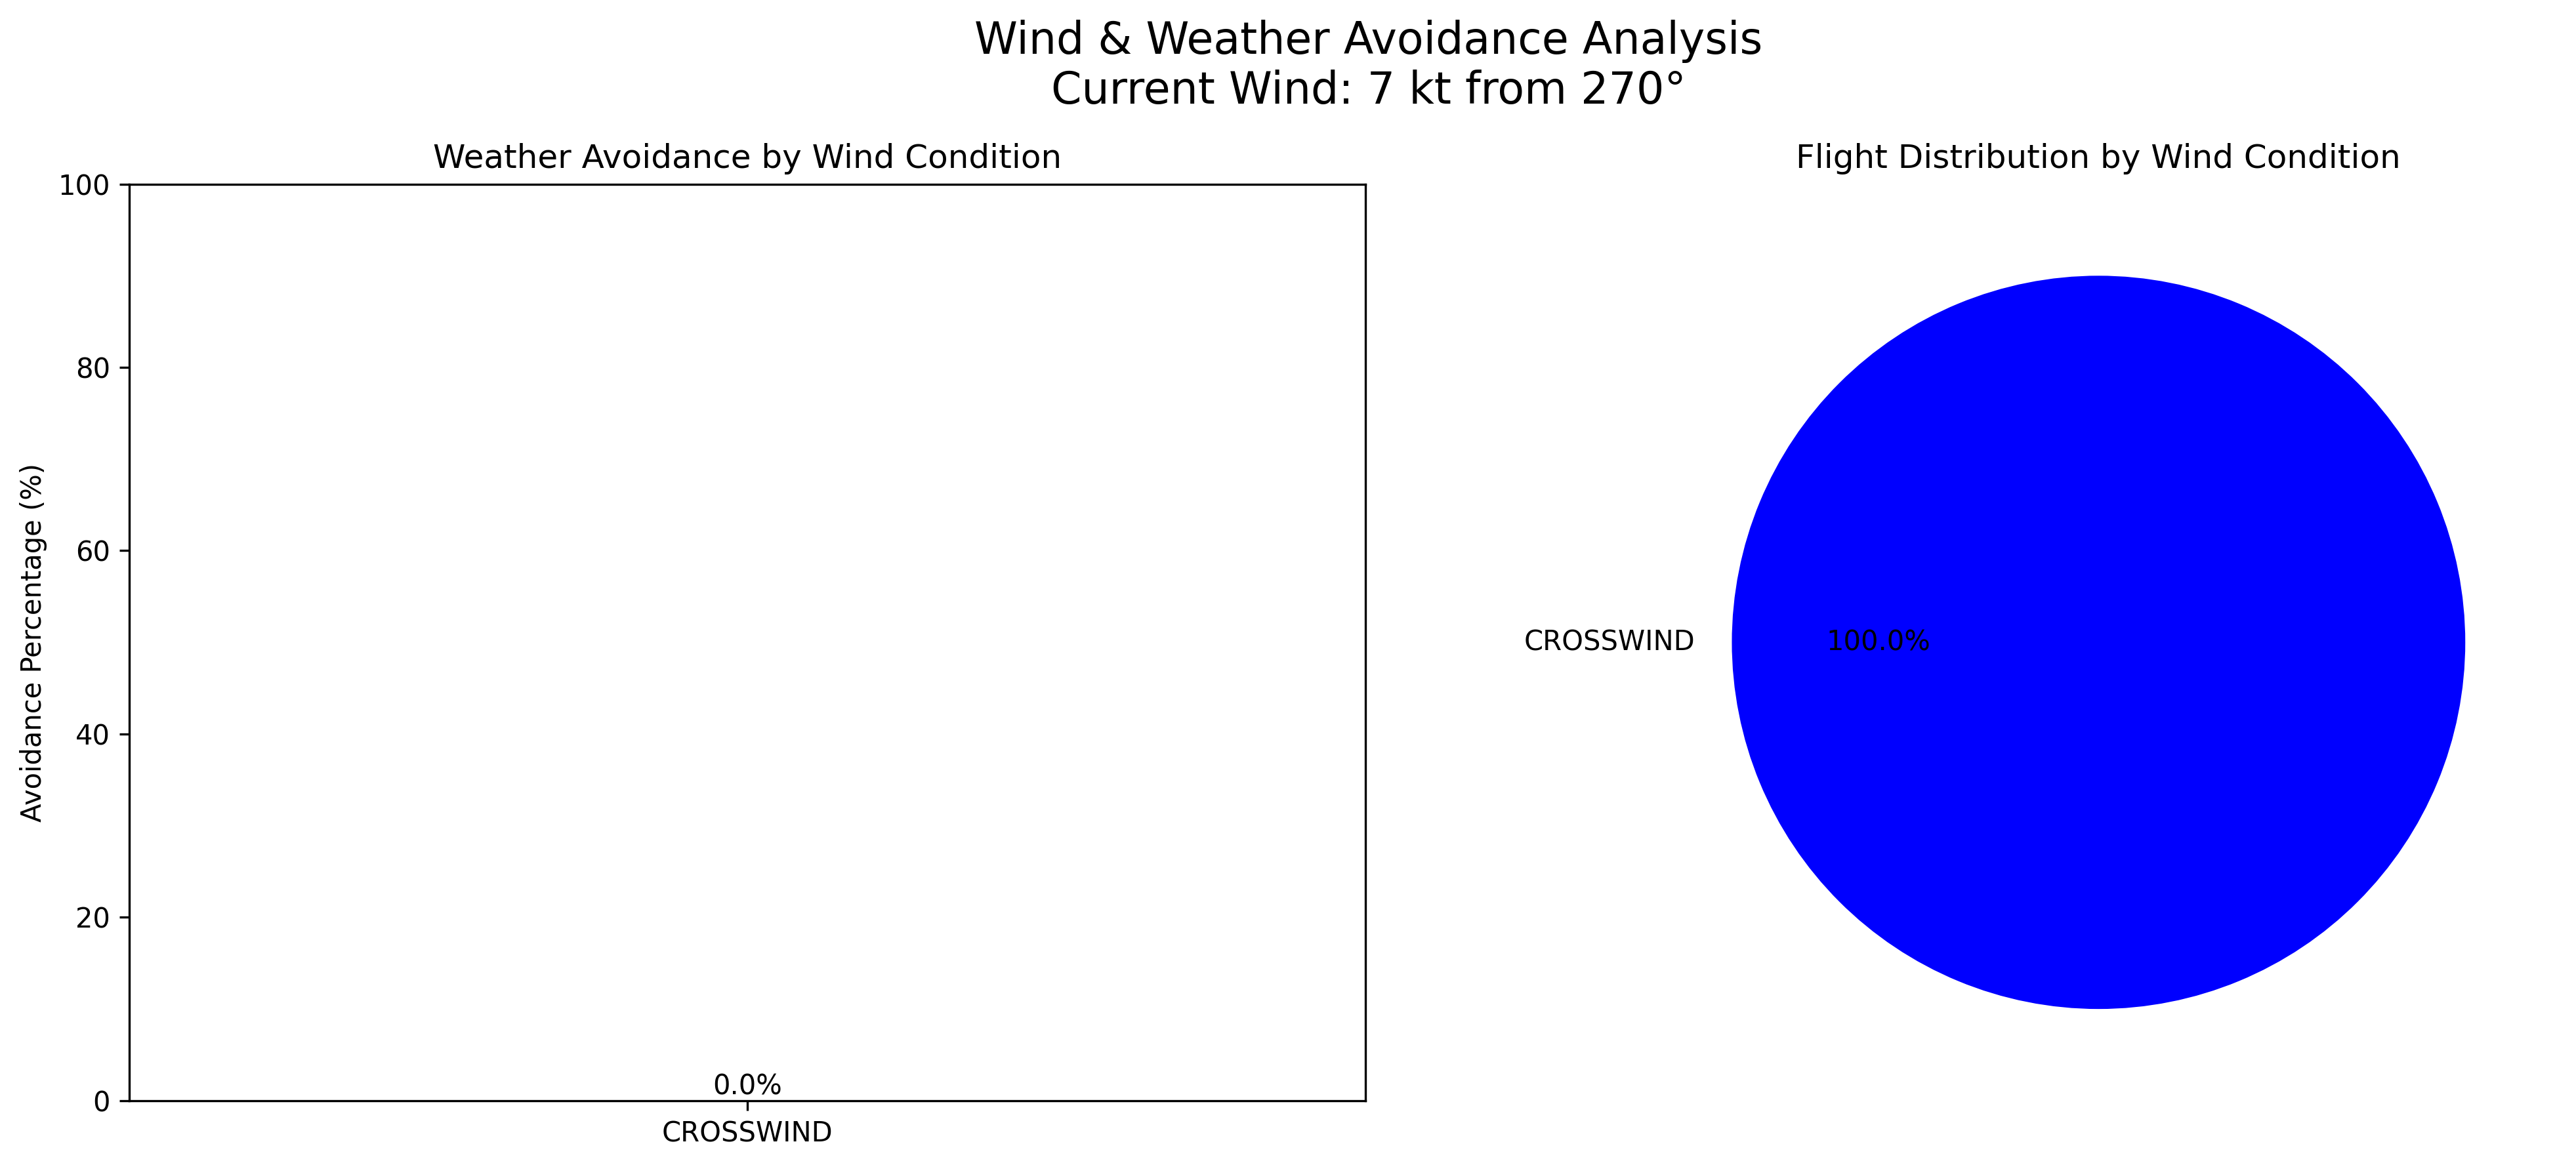 Wind & Weather Avoidance Analysis
Current Wind: 7 kt from 270°
Weather Avoidance by Wind Condition
100
80
60
40
20
0
Avoidance Percentage (%)
0.0%
CROSSWIND
Flight Distribution by Wind Condition
CROSSWIND
100.0%